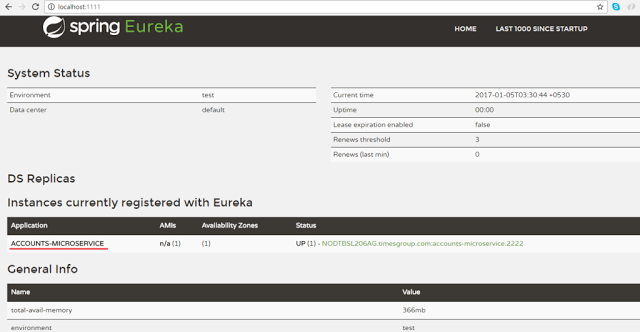 localhost:1111
spring Eureka
HOME LAST 1000 SINCE STARTUP
System Status
Environment test
Data center default
Current time 2017-01-05T03:30:44 +0530
Uptime 00:00
Lease expiration enabled false
Renews threshold 3
Renews (last min) 0
DS Replicas
Instances currently registered with Eureka
Application AMIs Availability Zones Status
ACCOUNTS-MICROSERVICE n/a (1) (1) UP (1) - NODTBSL206AG.timesgroup.com:accounts-microservice:2222
General Info
Name Value
total-avail-memory 366mb
environment test